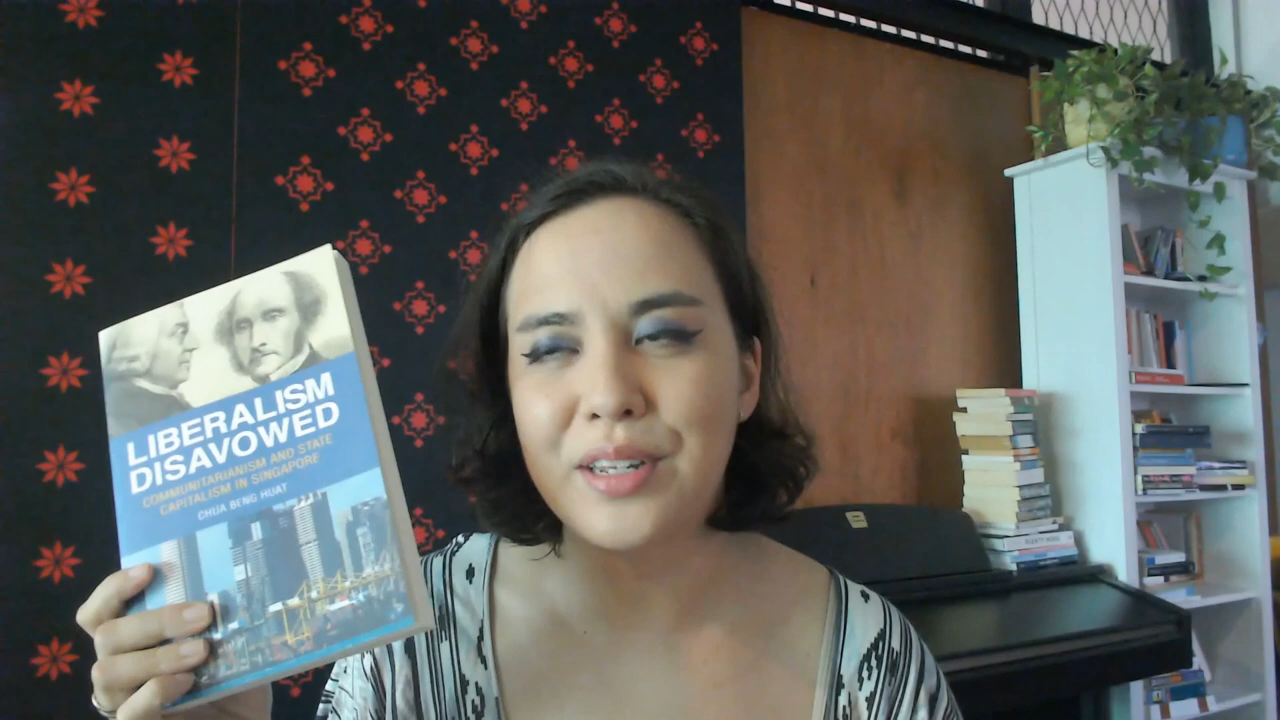 LIBERALISM
DISAVOWED
COMMUNITARIANISM AND STATE
CAPITALISM IN SINGAPORE
CHUA BENG HUAT